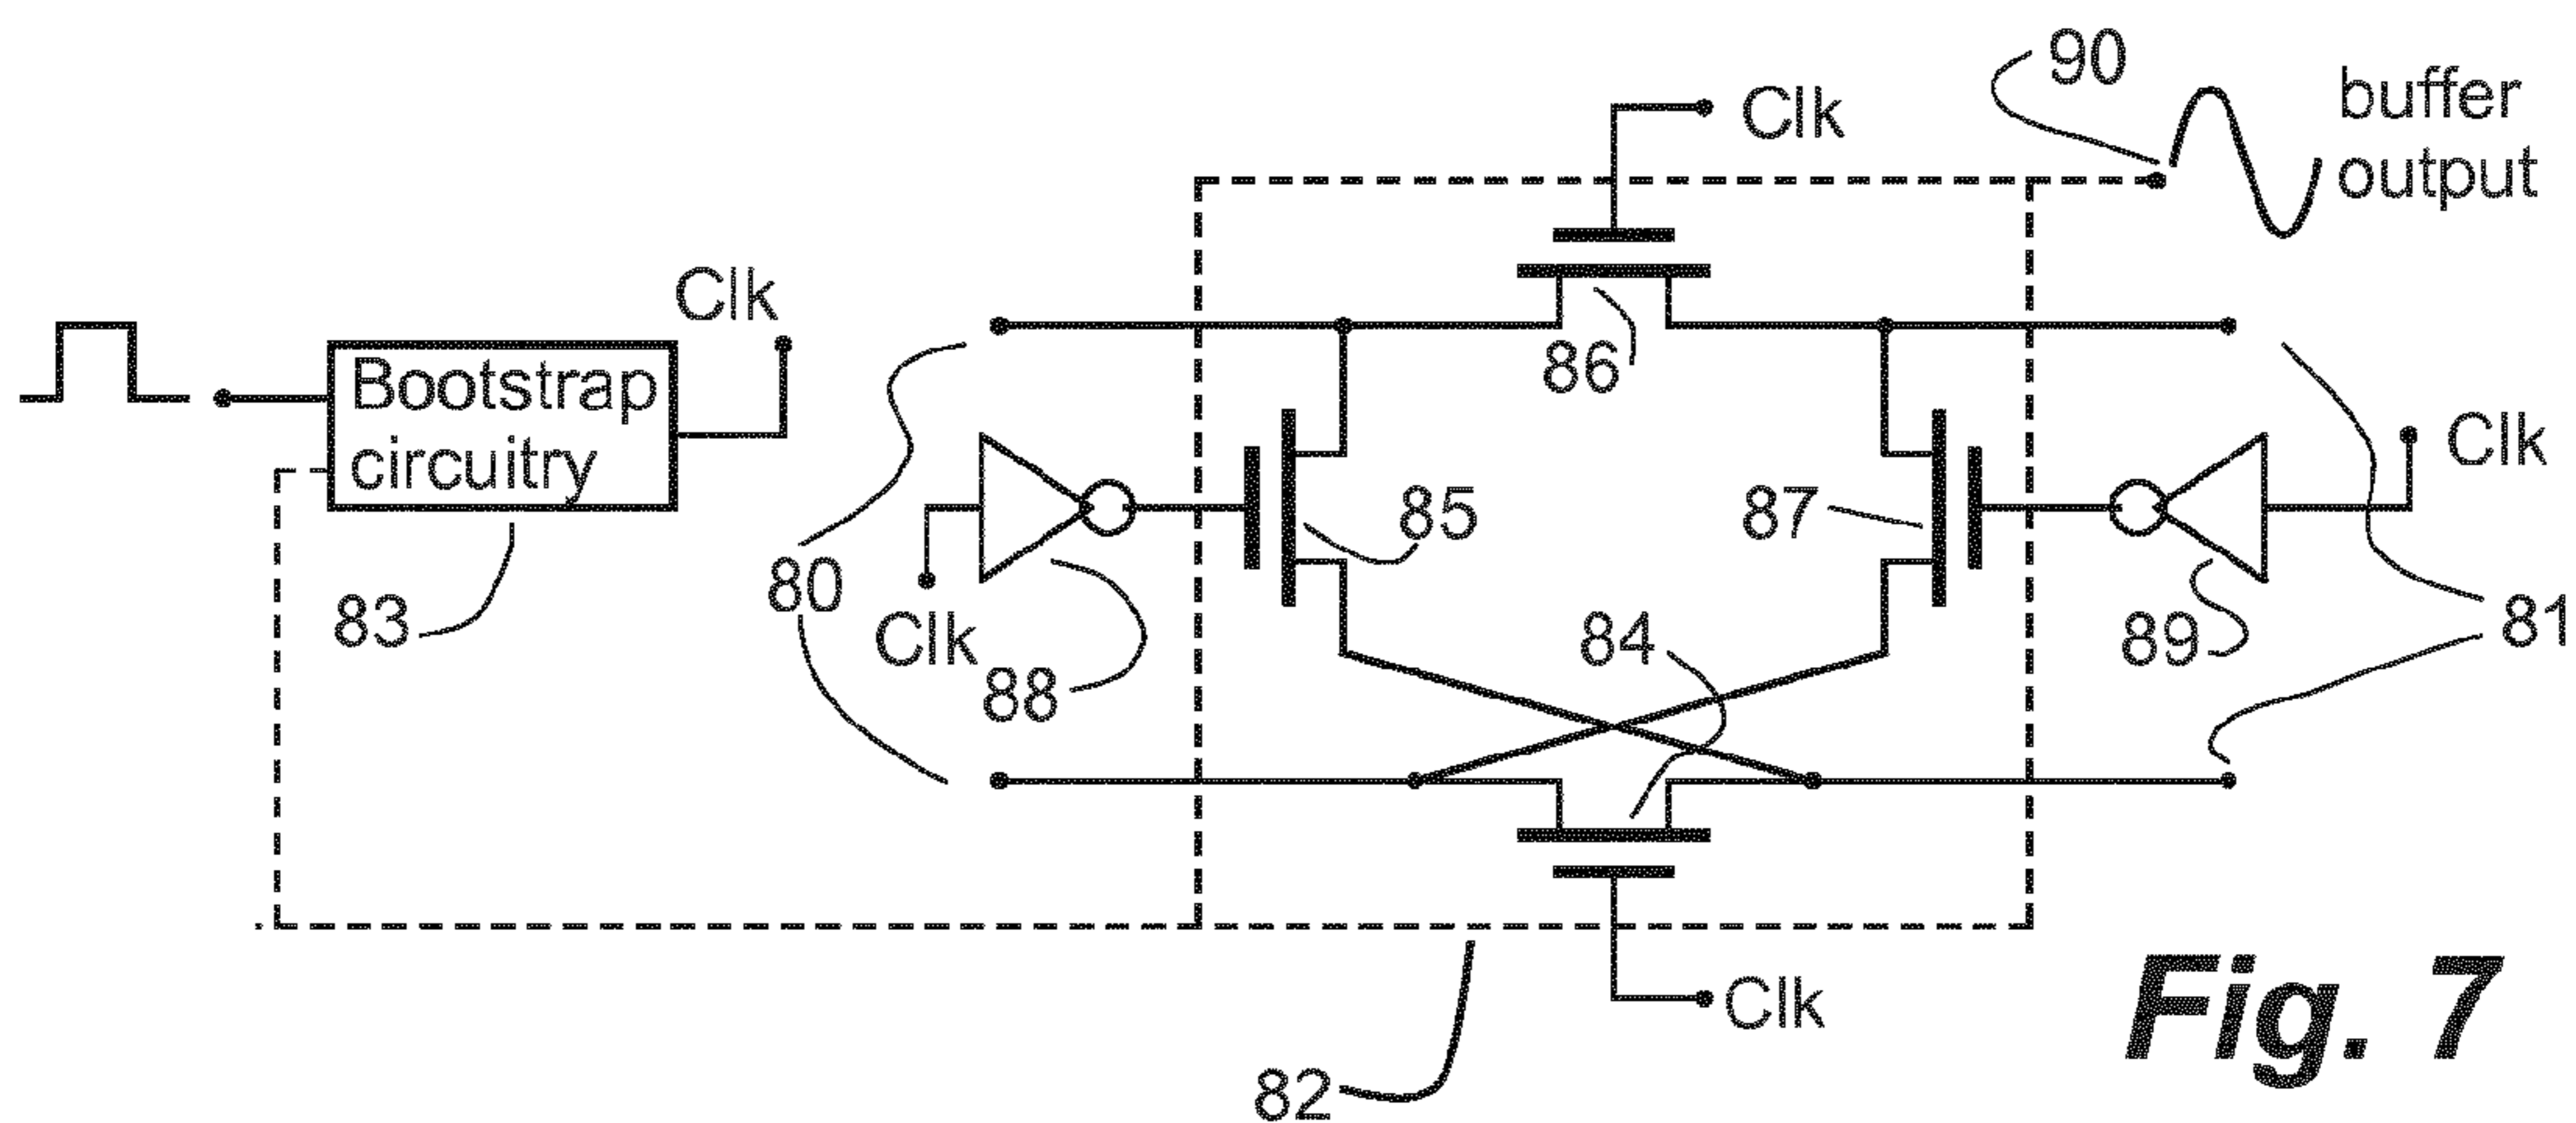 90
buffer
output
Clk
Clk
Bootstrap
circuitry
83
80
Clk
88
86
85
87
84
Clk
89
81
Clk
82
Fig. 7